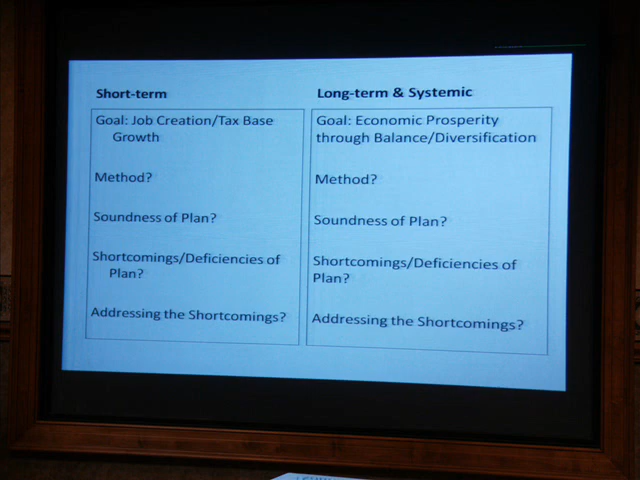 Short-term
Goal: Job Creation/Tax Base
Growth
Method?
Soundness of Plan?
Shortcomings/Deficiencies of
Plan?
Addressing the Shortcomings?
Long-term & Systemic
Goal: Economic Prosperity
through Balance/Diversification
Method?
Soundness of Plan?
Shortcomings/Deficiencies of
Plan?
Addressing the Shortcomings?